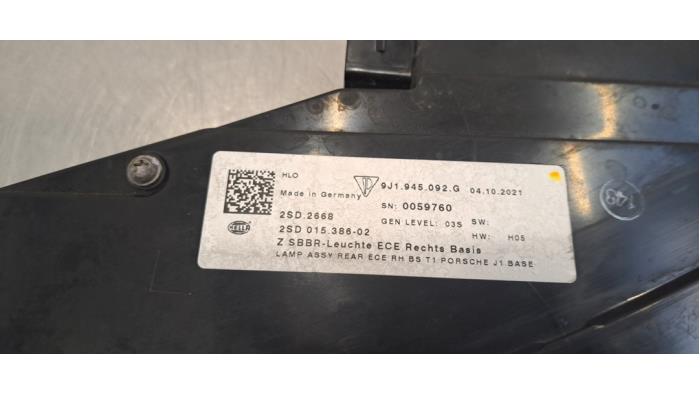 HLO
Made in Germany 9J1.945.092.G 04.10.2021
SN: 0059760
2SD.2668 GEN LEVEL: 03S SW:
HELLA 2SD 015.386-02 HW: H05
Z SBBR-Leuchte ECE Rechts Basis
LAMP ASSY REAR ECE RH BS T1 PORSCHE J1 BASE
149